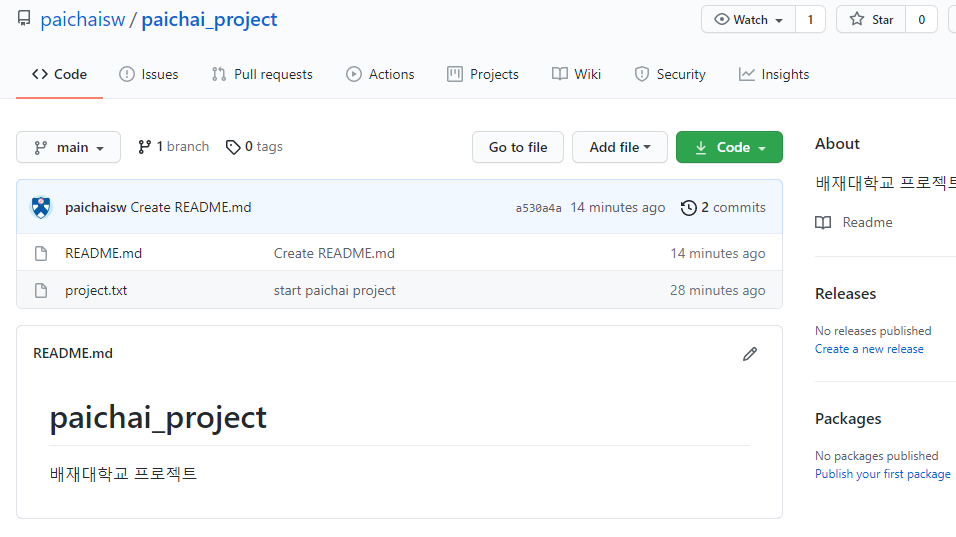 paichaisw / paichai_project
Watch 1 Star 0
Code Issues Pull requests Actions Projects Wiki Security Insights
main 1 branch 0 tags Go to file Add file Code
paichaisw Create README.md a530a4a 14 minutes ago 2 commits
README.md Create README.md 14 minutes ago
project.txt start paichai project 28 minutes ago
README.md
paichai_project
배재대학교 프로젝트
About
배재대학교 프로젝트
Readme
Releases
No releases published
Create a new release
Packages
No packages published
Publish your first package